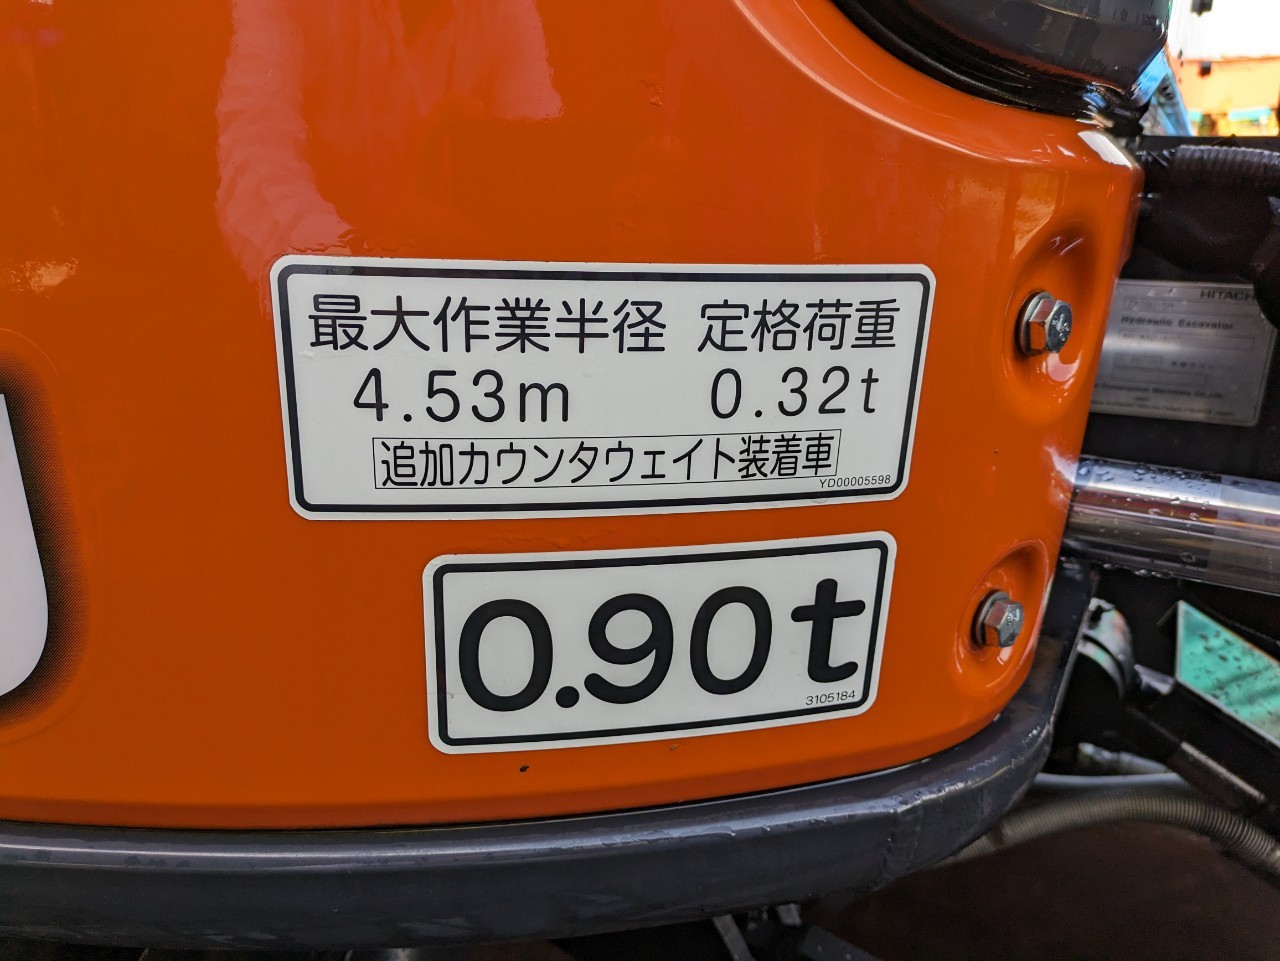 最大作業半径 定格荷重
4.53m 0.32t
追加カウンタウェイト装着車
YD00005598
0.90t
3105184
HITACHI
Hydraulic Excavator